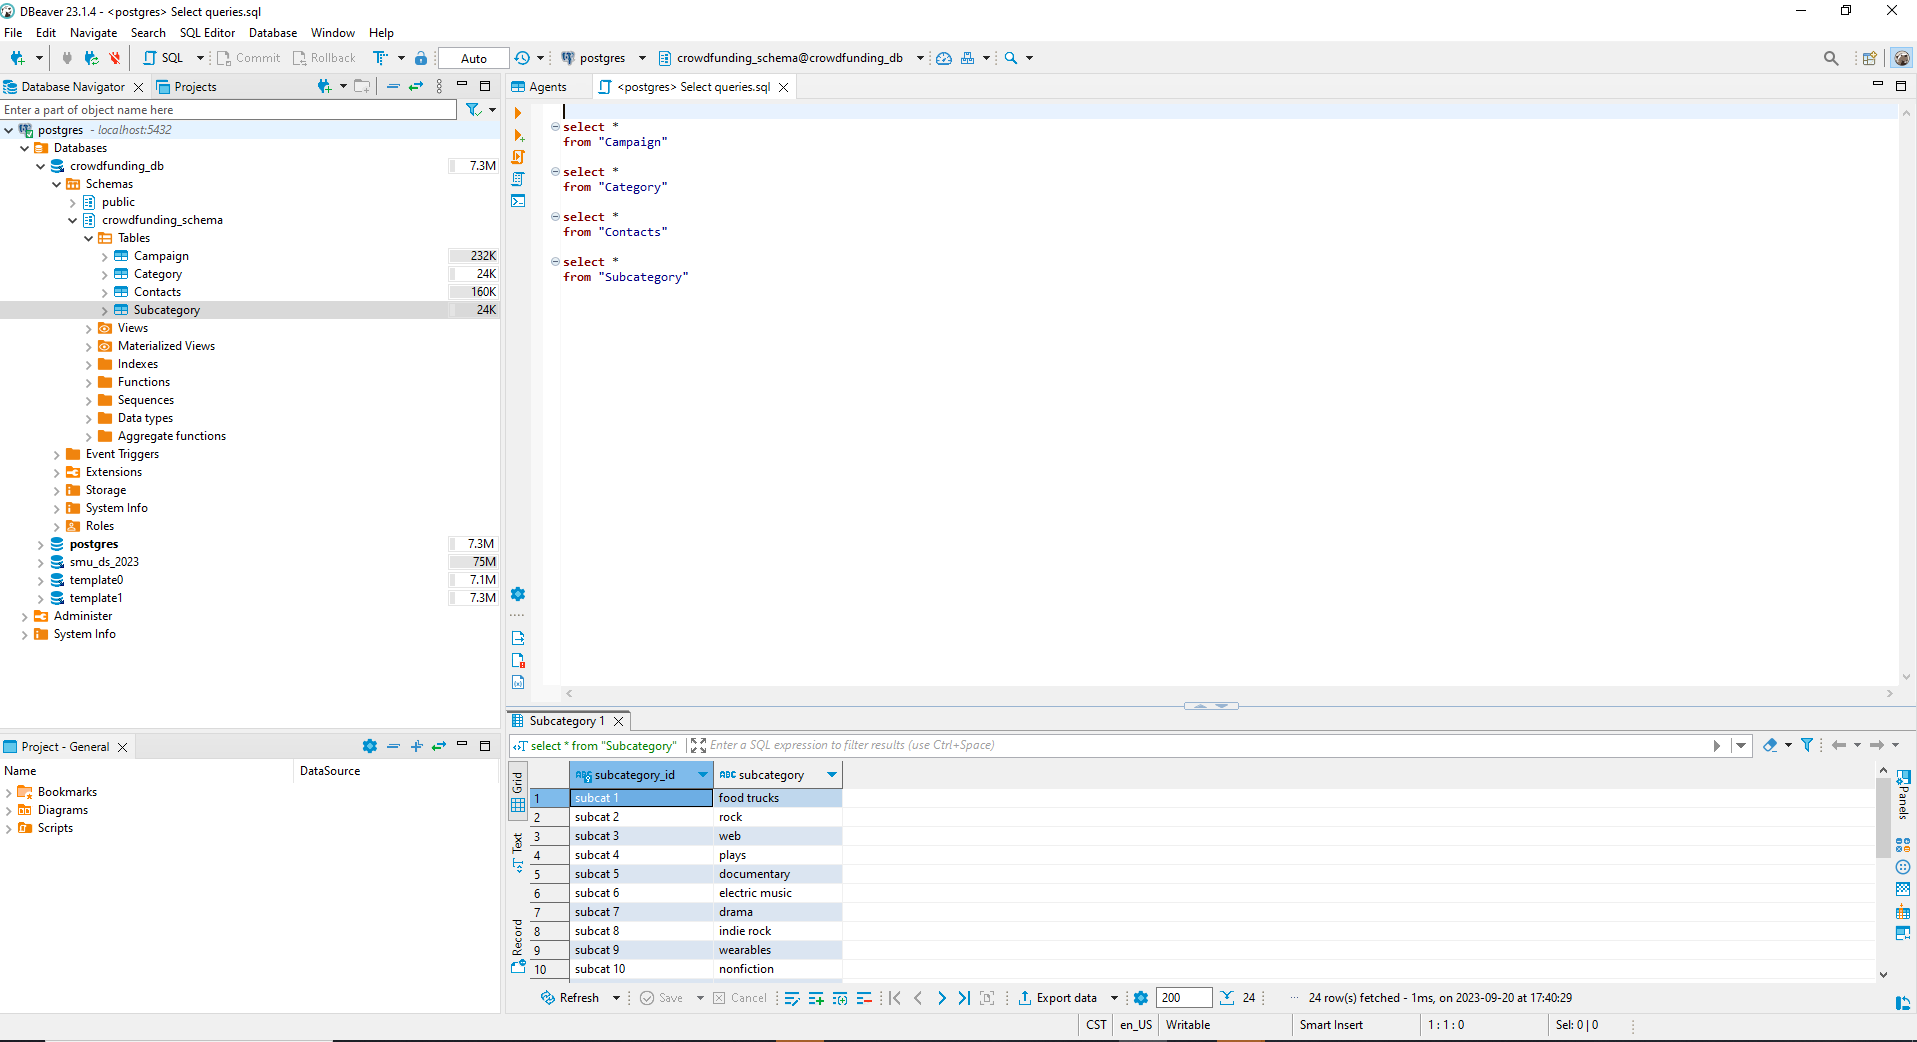 DBeaver 23.1.4 - <postgres> Select queries.sql
File Edit Navigate Search SQL Editor Database Window Help
SQL Commit Rollback Auto postgres crowdfunding_schema@crowdfunding_db
Database Navigator Projects
Enter a part of object name here
postgres - localhost:5432
Databases
crowdfunding_db 7.3M
Schemas
public
crowdfunding_schema
Tables
Campaign 232K
Category 24K
Contacts 160K
Subcategory 24K
Views
Materialized Views
Indexes
Functions
Sequences
Data types
Aggregate functions
Event Triggers
Extensions
Storage
System Info
Roles
postgres 7.3M
smu_ds_2023 75M
template0 7.1M
template1 7.3M
Administer
System Info
Project - General
Name DataSource
Bookmarks
Diagrams
Scripts
Agents <postgres> Select queries.sql
select *
from "Campaign"
select *
from "Category"
select *
from "Contacts"
select *
from "Subcategory"
Subcategory 1
select * from "Subcategory" Enter a SQL expression to filter results (use Ctrl+Space)
Grid
Text
Record
Panels
ABC subcategory_id ABC subcategory
1 subcat 1 food trucks
2 subcat 2 rock
3 subcat 3 web
4 subcat 4 plays
5 subcat 5 documentary
6 subcat 6 electric music
7 subcat 7 drama
8 subcat 8 indie rock
9 subcat 9 wearables
10 subcat 10 nonfiction
Refresh Save Cancel Export data 200 24 24 row(s) fetched - 1ms, on 2023-09-20 at 17:40:29
CST en_US Writable Smart Insert 1 : 1 : 0 Sel: 0 | 0